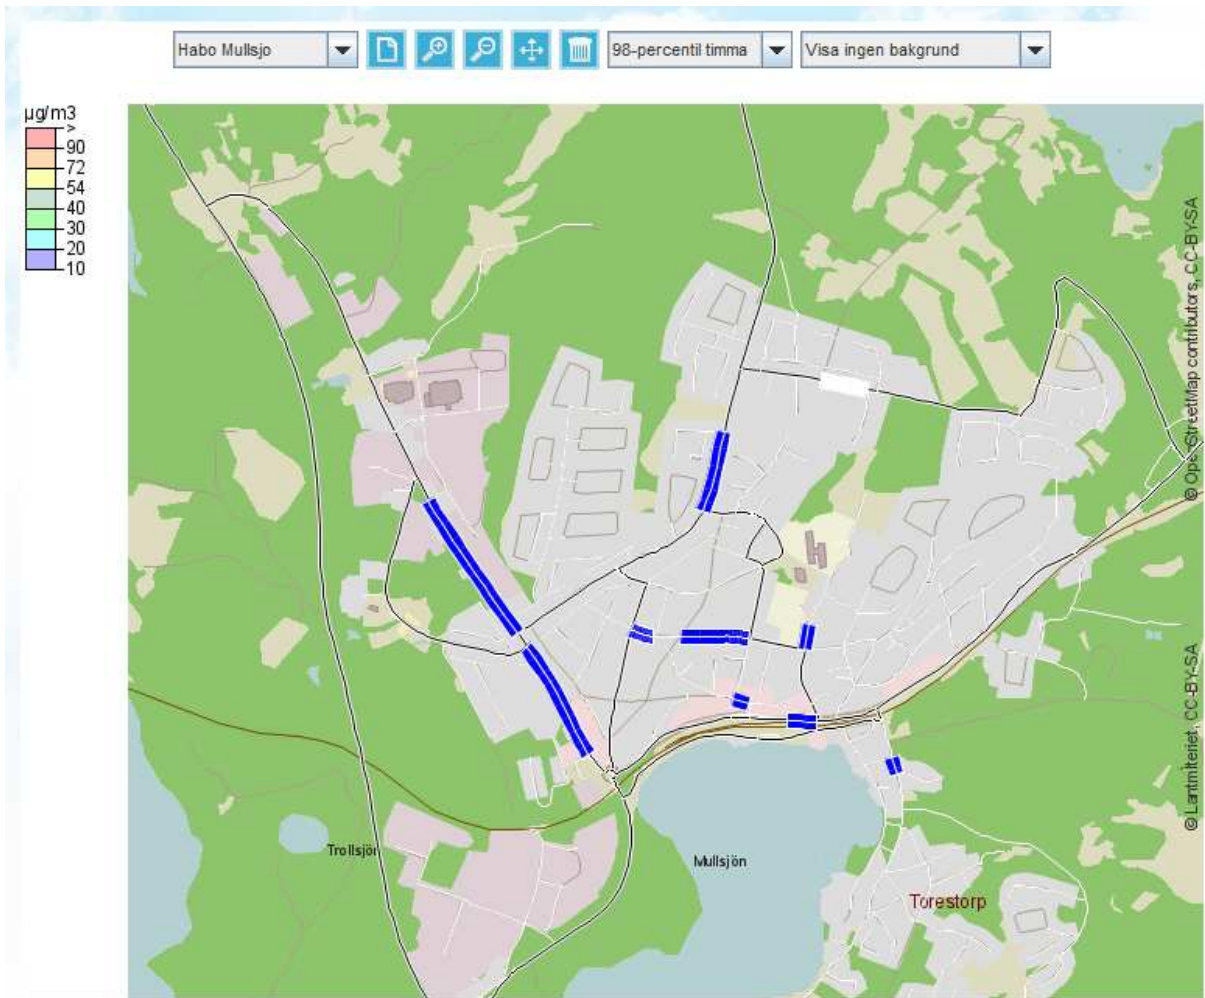 Habo Mullsjo
98-percentil timma
Visa ingen bakgrund
µg/m3
>
90
72
54
40
30
20
10
© OpenStreetMap contributors, CC-BY-SA
© Lantmäteriet, CC-BY-SA
Trollsjön
Mullsjön
Torestorp